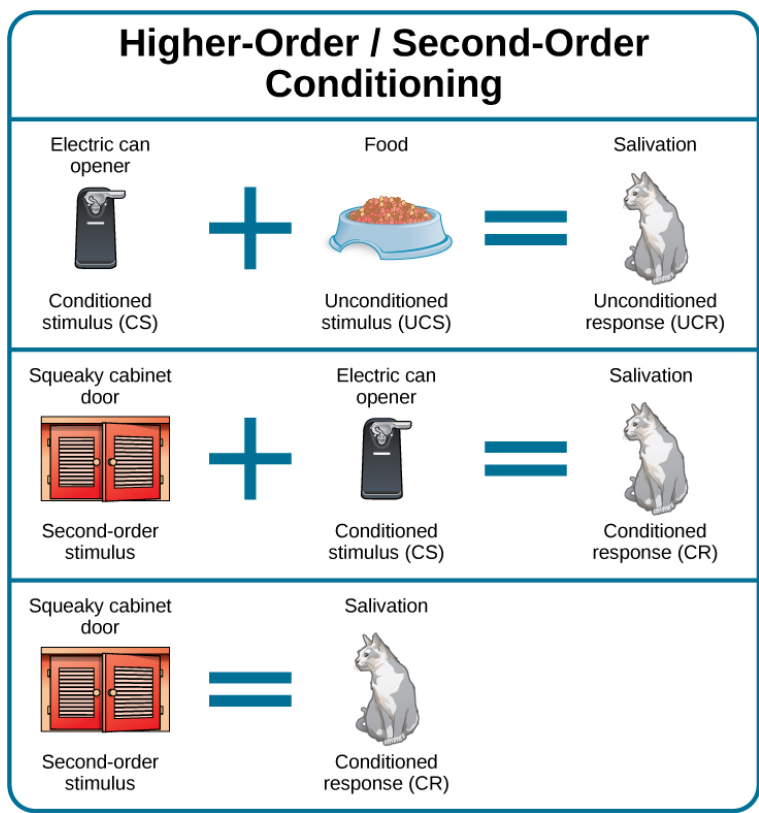 Higher-Order / Second-Order
Conditioning
Electric can
opener
Food
Salivation
Conditioned
stimulus (CS)
Unconditioned
stimulus (UCS)
Unconditioned
response (UCR)
Squeaky cabinet
door
Electric can
opener
Salivation
Second-order
stimulus
Conditioned
stimulus (CS)
Conditioned
response (CR)
Squeaky cabinet
door
Salivation
Second-order
stimulus
Conditioned
response (CR)